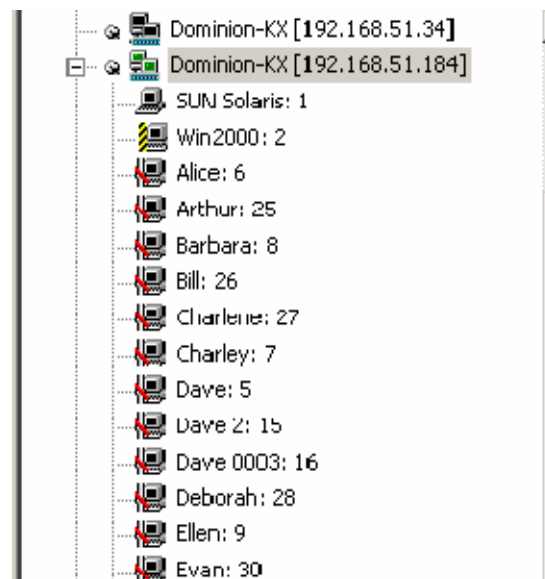 Dominion-KX [192.168.51.34]
Dominion-KX [192.168.51.184]
SUN Solaris: 1
Win2000: 2
Alice: 6
Arthur: 25
Barbara: 8
Bill: 26
Charlene: 27
Charley: 7
Dave: 5
Dave 2: 15
Dave 0003: 16
Deborah: 28
Ellen: 9
Evan: 30